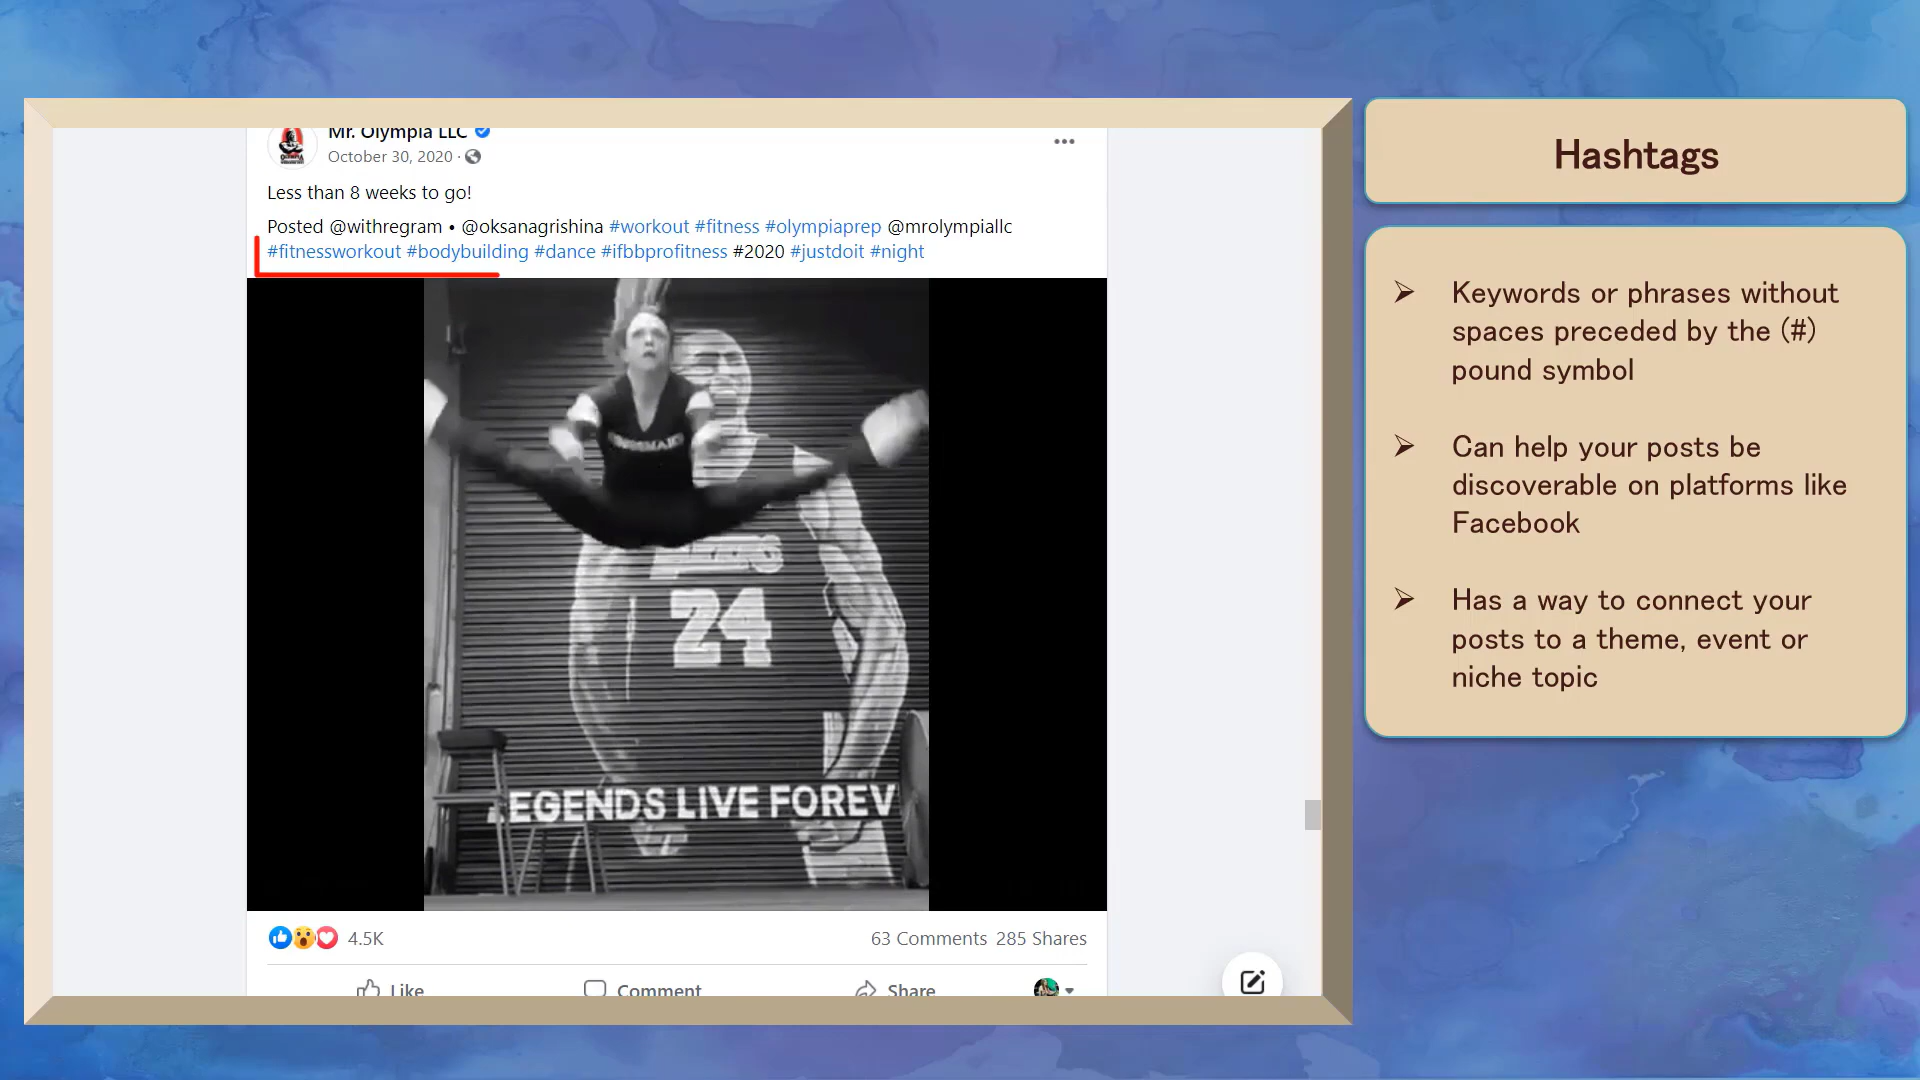 Mr. Olympia LLC
October 30, 2020 ·
Less than 8 weeks to go!
Posted @withregram • @oksanagrishina #workout #fitness #olympiaprep @mrolympiallc
#fitnessworkout #bodybuilding #dance #ifbbprofitness #2020 #justdoit #night
24
LEGENDS LIVE FOREV
4.5K
63 Comments 285 Shares
Like
Comment
Share
Hashtags
➢ Keywords or phrases without
spaces preceded by the (#)
pound symbol
➢ Can help your posts be
discoverable on platforms like
Facebook
➢ Has a way to connect your
posts to a theme, event or
niche topic